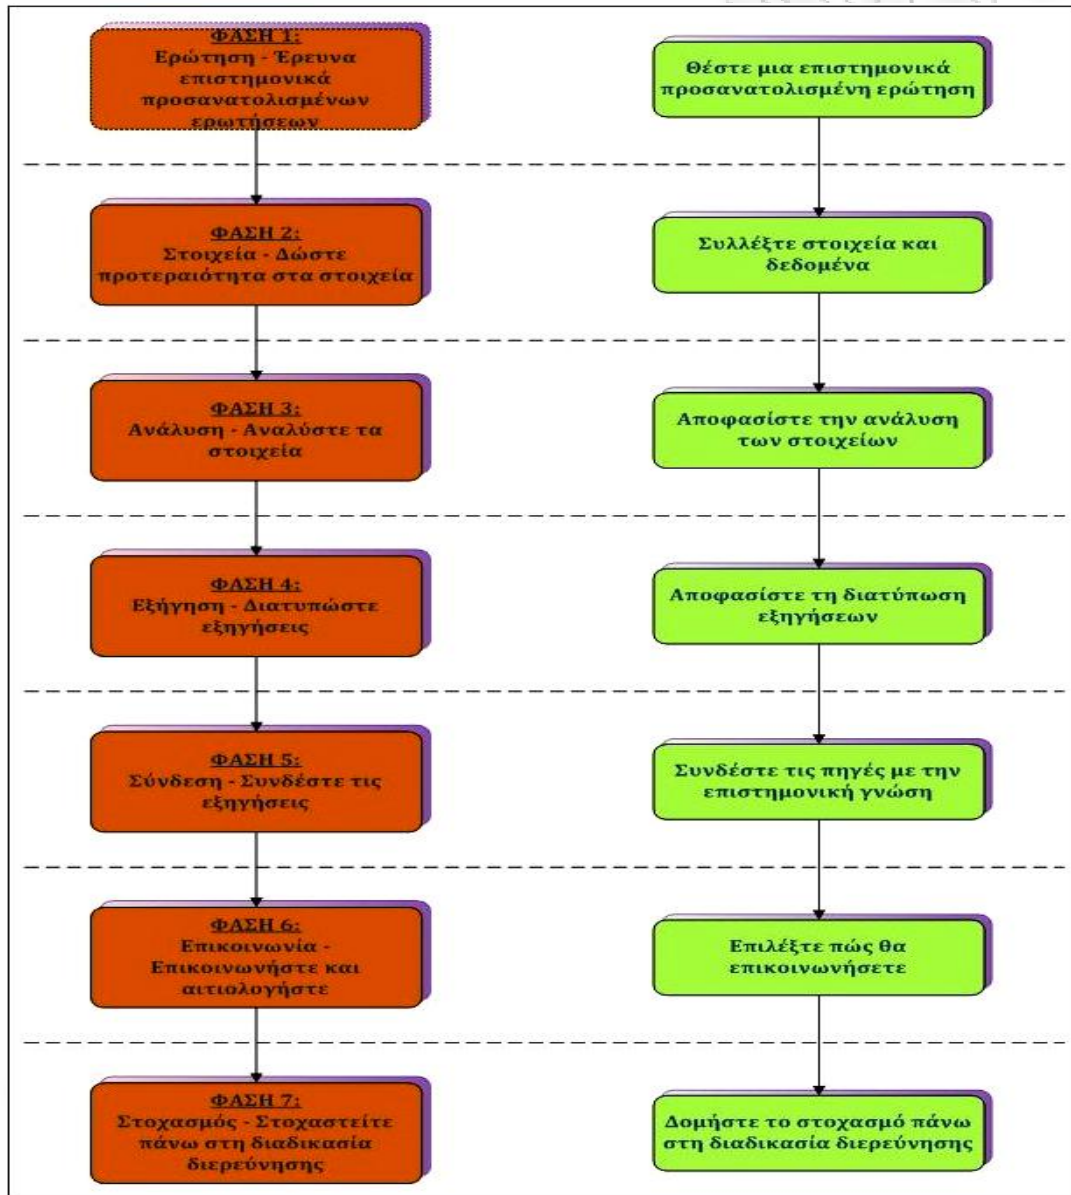 ΦΑΣΗ 1:
Ερώτηση - Έρευνα
επιστημονικά
προσανατολισμένων
ερωτήσεων
Θέστε μια επιστημονικά
προσανατολισμένη ερώτηση
ΦΑΣΗ 2:
Στοιχεία - Δώστε
προτεραιότητα στα στοιχεία
Συλλέξτε στοιχεία και
δεδομένα
ΦΑΣΗ 3:
Ανάλυση - Αναλύστε τα
στοιχεία
Αποφασίστε την ανάλυση
των στοιχείων
ΦΑΣΗ 4:
Εξήγηση - Διατυπώστε
εξηγήσεις
Αποφασίστε τη διατύπωση
εξηγήσεων
ΦΑΣΗ 5:
Σύνδεση - Συνδέστε τις
εξηγήσεις
Συνδέστε τις πηγές με την
επιστημονική γνώση
ΦΑΣΗ 6:
Επικοινωνία -
Επικοινωνήστε και
αιτιολογήστε
Επιλέξτε πώς θα
επικοινωνήσετε
ΦΑΣΗ 7:
Στοχασμός - Στοχαστείτε
πάνω στη διαδικασία
διερεύνησης
Δομήστε το στοχασμό πάνω
στη διαδικασία διερεύνησης